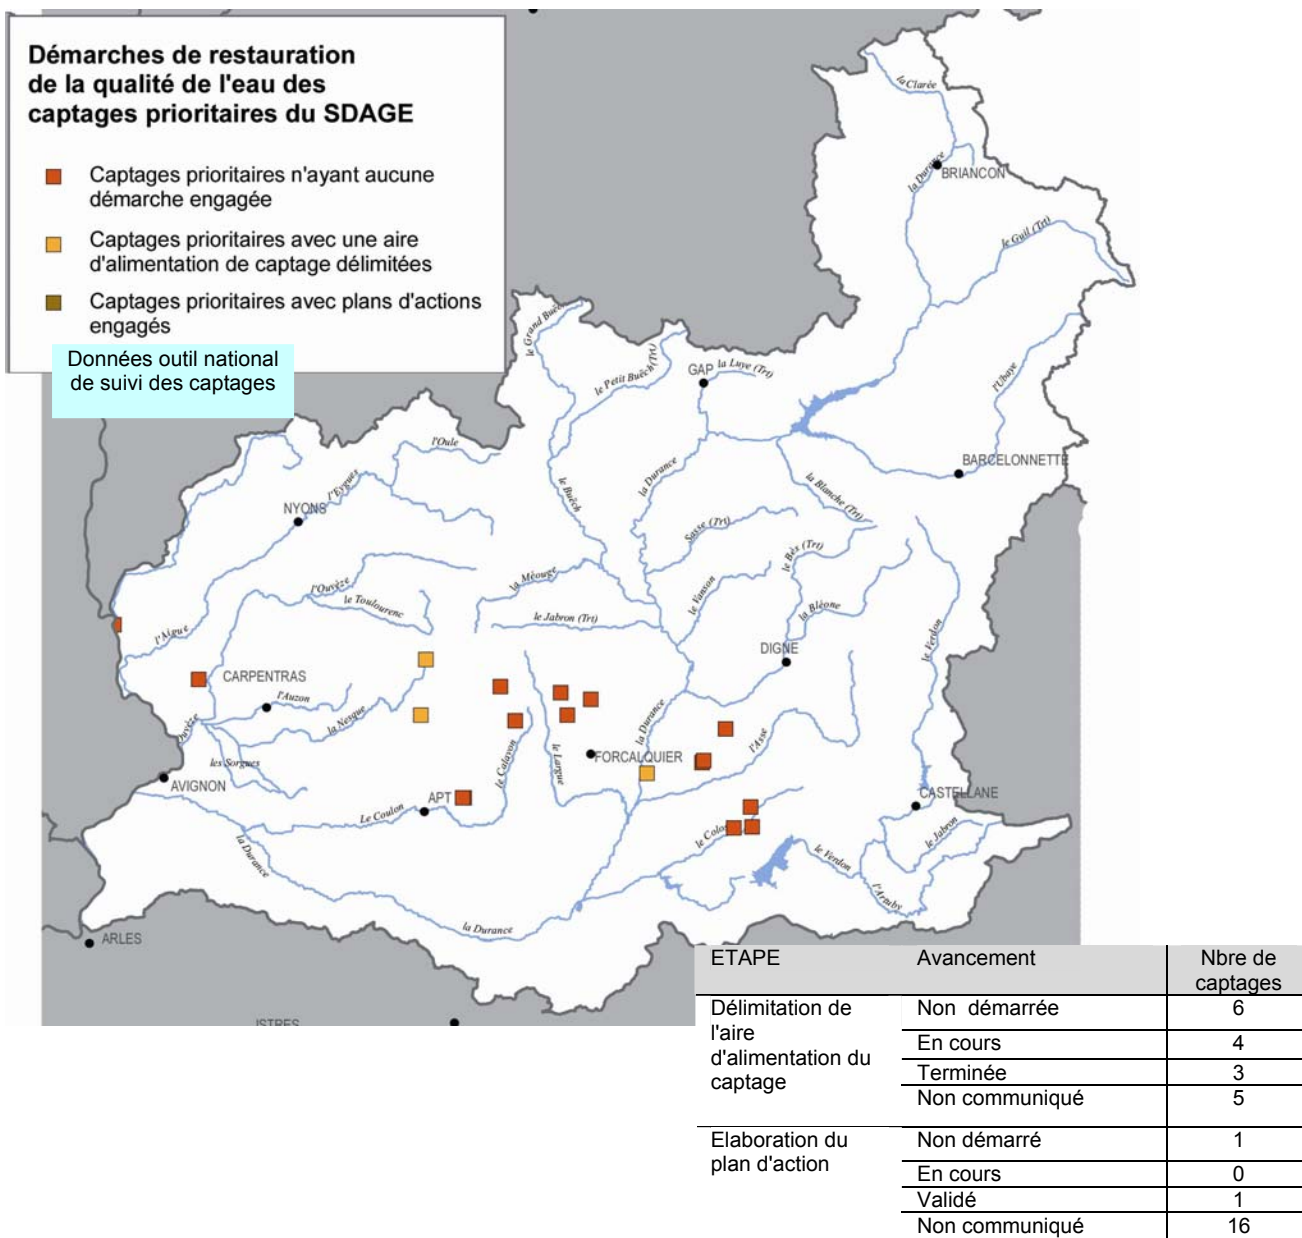 Démarches de restauration
de la qualité de l'eau des
captages prioritaires du SDAGE
Captages prioritaires n'ayant aucune
démarche engagée
Captages prioritaires avec une aire
d'alimentation de captage délimitées
Captages prioritaires avec plans d'actions
engagés
Données outil national
de suivi des captages
la Clarée
la Durance
BRIANCON
le Guil (Trt)
le Grand Buëch
le Petit Buëch (Trt)
GAP
la Luye (Trt)
l'Ubaye
l'Oule
la Durance
BARCELONNETTE
l'Eygues
le Buëch
la Blanche (Trt)
NYONS
Sasse (Trt)
le Bès (Trt)
la Méouge
l'Ouvèze
le Toulourenc
le Vanson
la Bléone
le Jabron (Trt)
l'Aigue
le Verdon
DIGNE
CARPENTRAS
l'Auzon
la Nesque
la Durance
l'Asse
Ouvèze
les Sorgues
le Calavon
le Largue
FORCALQUIER
AVIGNON
APT
CASTELLANE
Le Coulon
le Colo
le Jabron
la Durance
le Verdon
l'Artuby
la Durance
ARLES
ISTRES
ETAPE Avancement Nbre de
captages
Délimitation de
l'aire
d'alimentation du
captage
Non démarrée 6
En cours 4
Terminée 3
Non communiqué 5
Elaboration du
plan d'action
Non démarré 1
En cours 0
Validé 1
Non communiqué 16